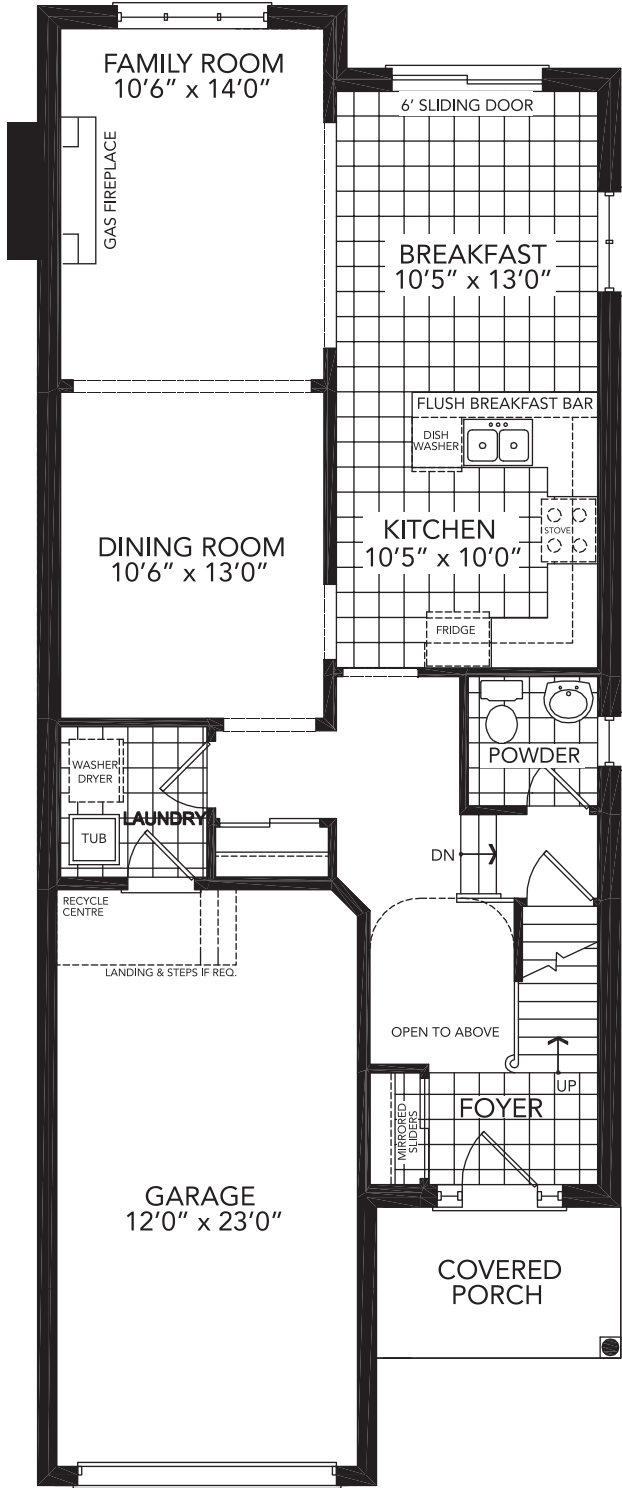 FAMILY ROOM
10'6" x 14'0"
6' SLIDING DOOR
GAS FIREPLACE
BREAKFAST
10'5" x 13'0"
FLUSH BREAKFAST BAR
DISH
WASHER
STOVE
KITCHEN
10'5" x 10'0"
DINING ROOM
10'6" x 13'0"
FRIDGE
POWDER
WASHER
DRYER
LAUNDRY
TUB
DN
RECYCLE
CENTRE
LANDING & STEPS IF REQ.
OPEN TO ABOVE
UP
FOYER
MIRRORED
SLIDERS
GARAGE
12'0" x 23'0"
COVERED
PORCH